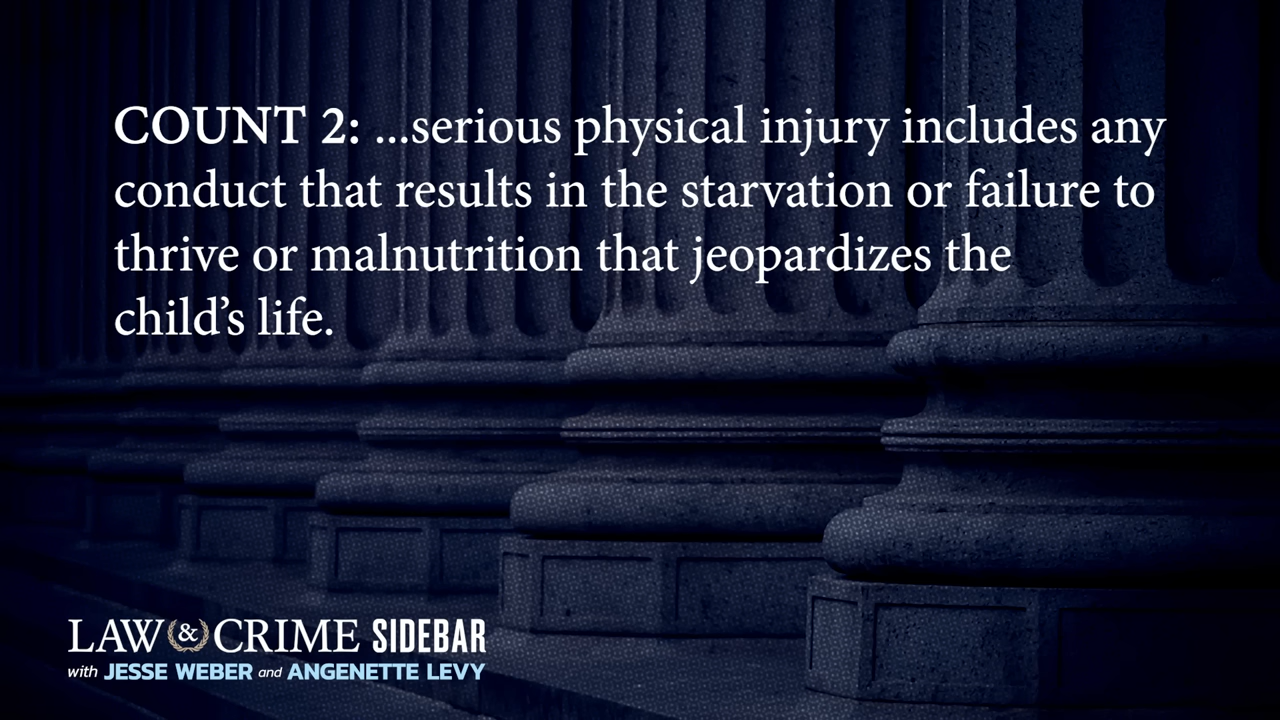 COUNT 2: ...serious physical injury includes any
conduct that results in the starvation or failure to
thrive or malnutrition that jeopardizes the
child’s life.
LAW & CRIME SIDEBAR
with JESSE WEBER and ANGENETTE LEVY